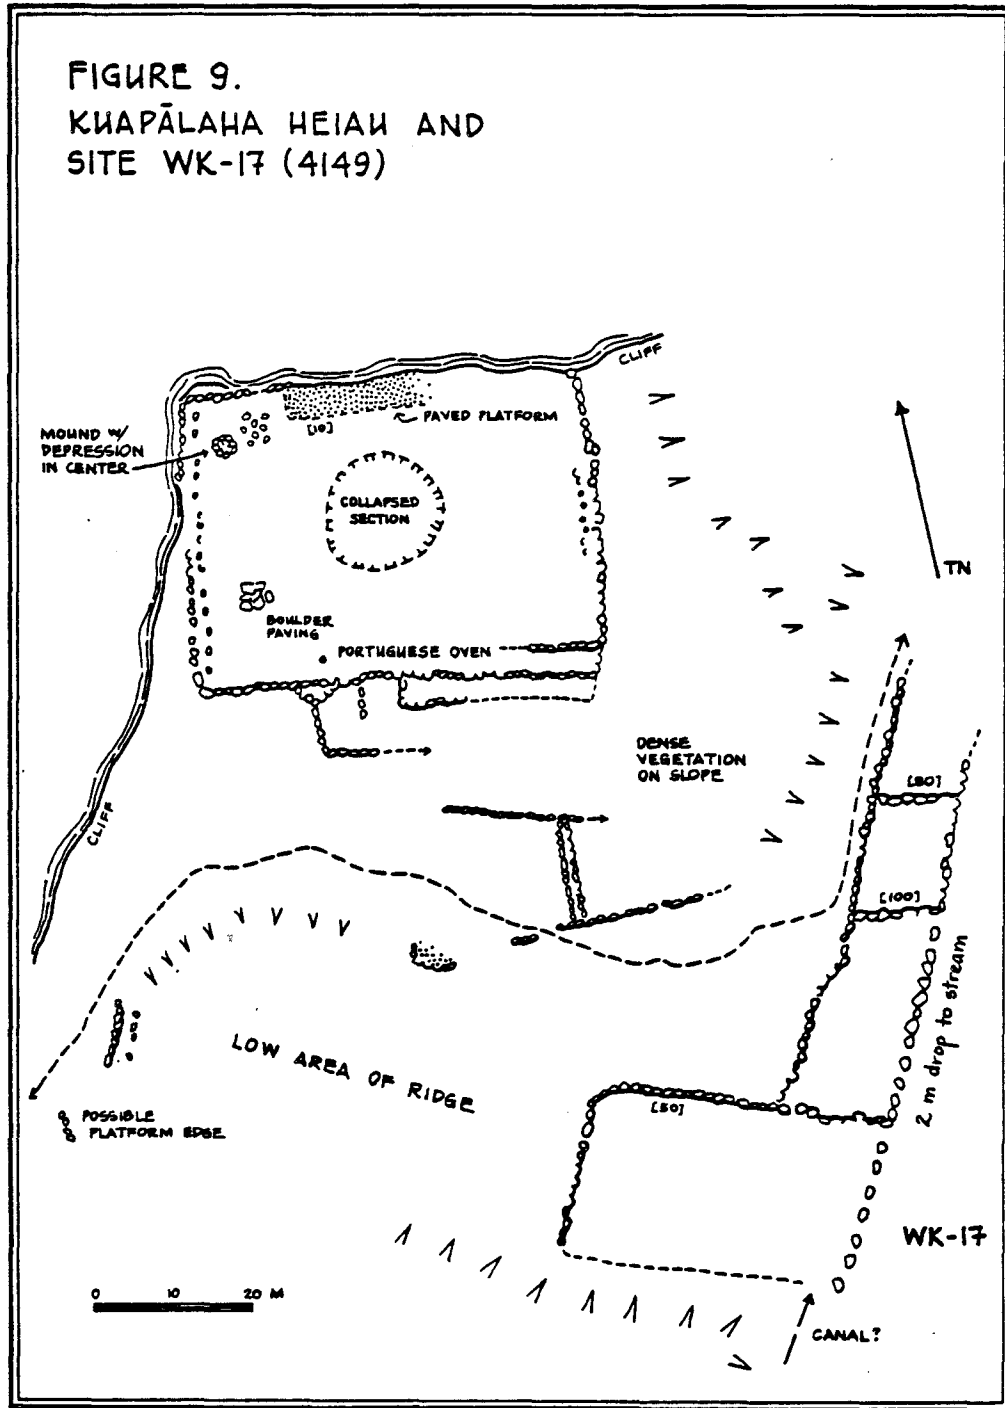 FIGURE 9.
KUAPĀLAHA HEIAU AND
SITE WK-17 (4149)
CLIFF
PAVED PLATFORM
[10]
MOUND W/
DEPRESSION
IN CENTER
COLLAPSED
SECTION
TN
BOULDER
PAVING
PORTUGUESE OVEN
DENSE
VEGETATION
ON SLOPE
[80]
CLIFF
[100]
2 m drop to stream
LOW AREA OF RIDGE
[50]
POSSIBLE
PLATFORM EDGE
WK-17
0 10 20 M
CANAL?